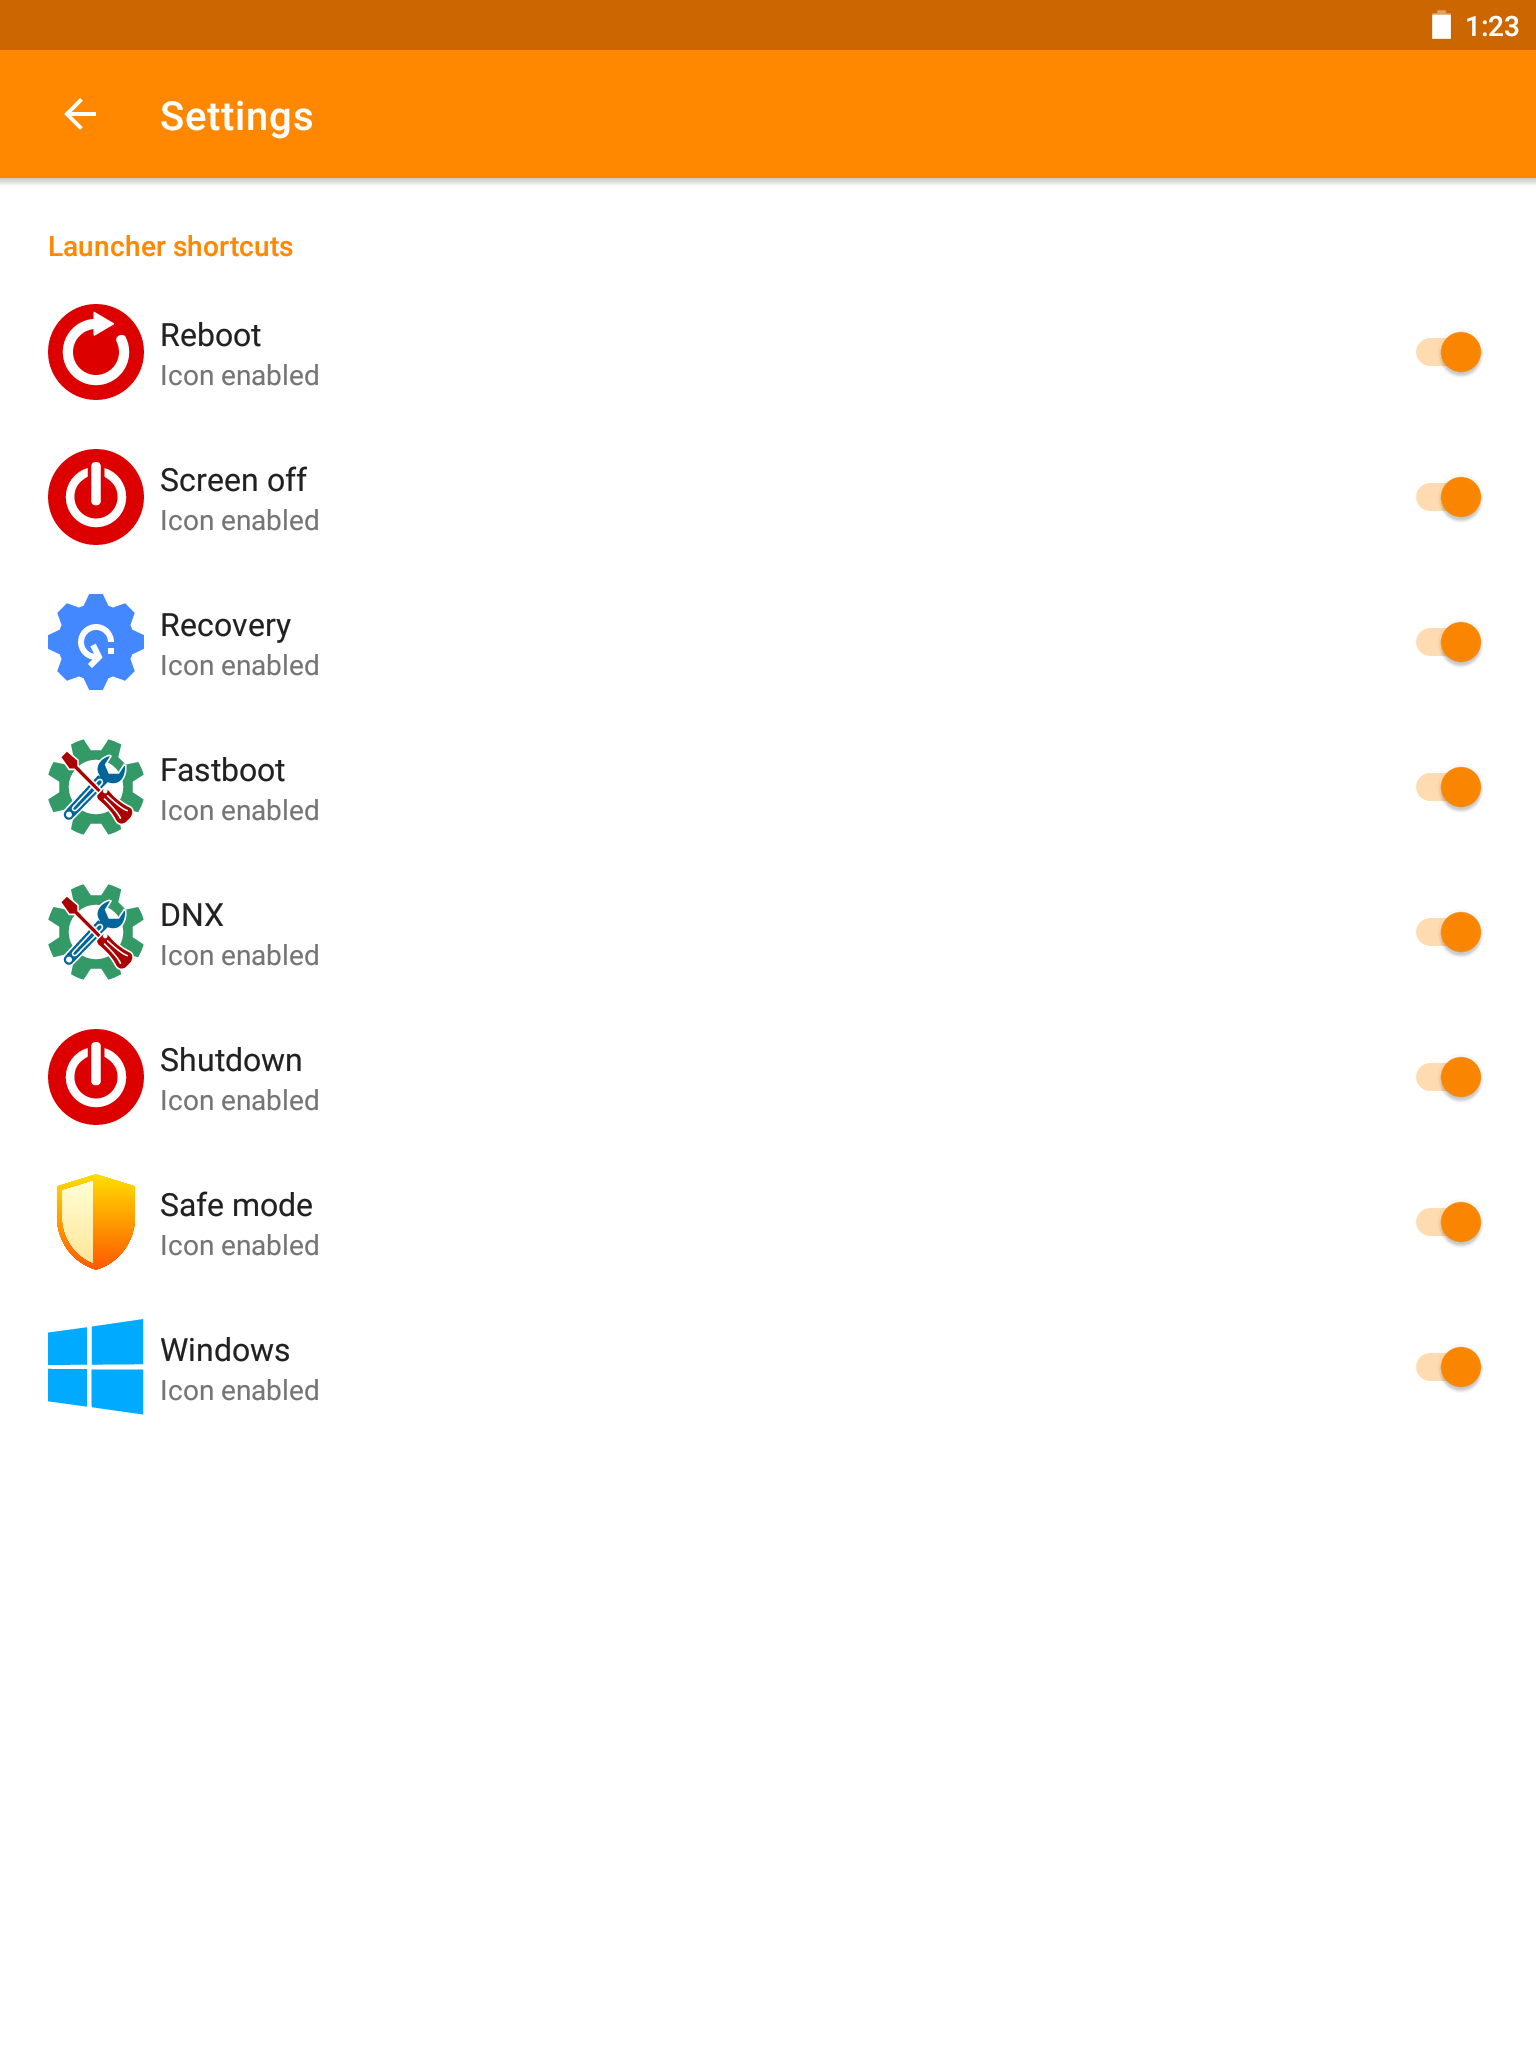 1:23
Settings
Launcher shortcuts
Reboot
Icon enabled
Screen off
Icon enabled
Recovery
Icon enabled
Fastboot
Icon enabled
DNX
Icon enabled
Shutdown
Icon enabled
Safe mode
Icon enabled
Windows
Icon enabled